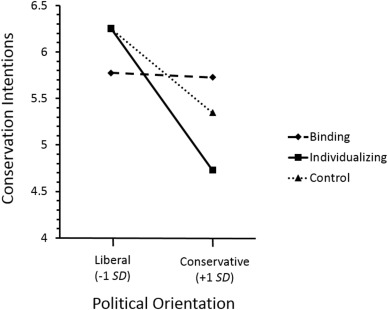 6.5
6
5.5
5
4.5
4
Conservation Intentions
Liberal
(-1 SD)
Conservative
(+1 SD)
Political Orientation
Binding
Individualizing
Control